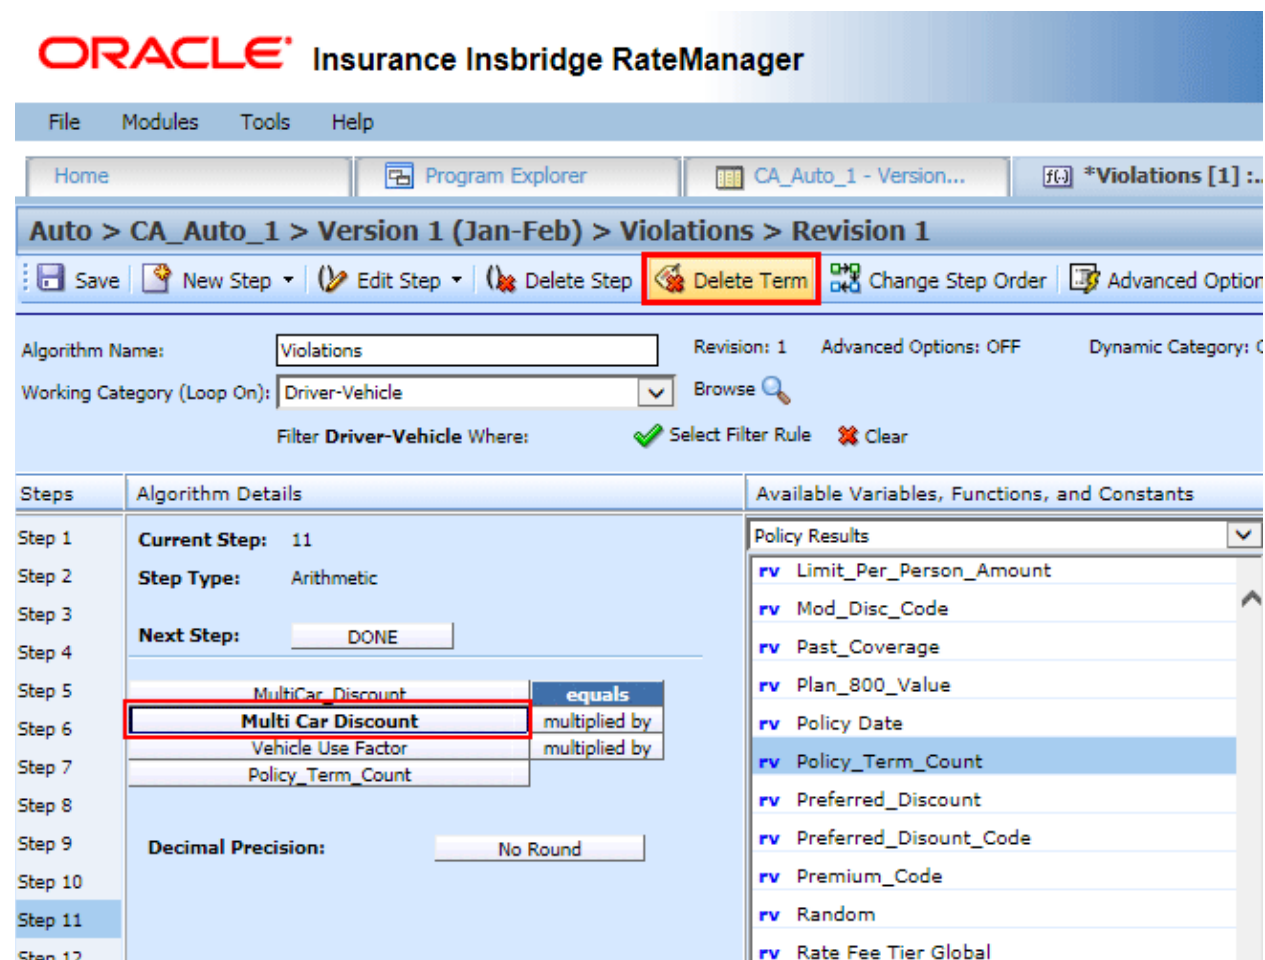 ORACLE Insurance Insbridge RateManager
File Modules Tools Help
Home Program Explorer CA_Auto_1 - Version... f(.) *Violations [1] :..
Auto > CA_Auto_1 > Version 1 (Jan-Feb) > Violations > Revision 1
Save New Step Edit Step Delete Step Delete Term Change Step Order Advanced Option
Algorithm Name: Violations Revision: 1 Advanced Options: OFF Dynamic Category:
Working Category (Loop On): Driver-Vehicle Browse
Filter Driver-Vehicle Where: Select Filter Rule Clear
Steps Algorithm Details Available Variables, Functions, and Constants
Step 1 Current Step: 11 Policy Results
Step 2 Step Type: Arithmetic rv Limit_Per_Person_Amount
Step 3 rv Mod_Disc_Code
Step 4 Next Step: DONE rv Past_Coverage
Step 5 MultiCar_Discount equals rv Plan_800_Value
Step 6 Multi Car Discount multiplied by rv Policy Date
Vehicle Use Factor multiplied by
Step 7 Policy_Term_Count rv Policy_Term_Count
Step 8 rv Preferred_Discount
Step 9 Decimal Precision: No Round rv Preferred_Disount_Code
Step 10 rv Premium_Code
Step 11 rv Random
Step 12 rv Rate Fee Tier Global